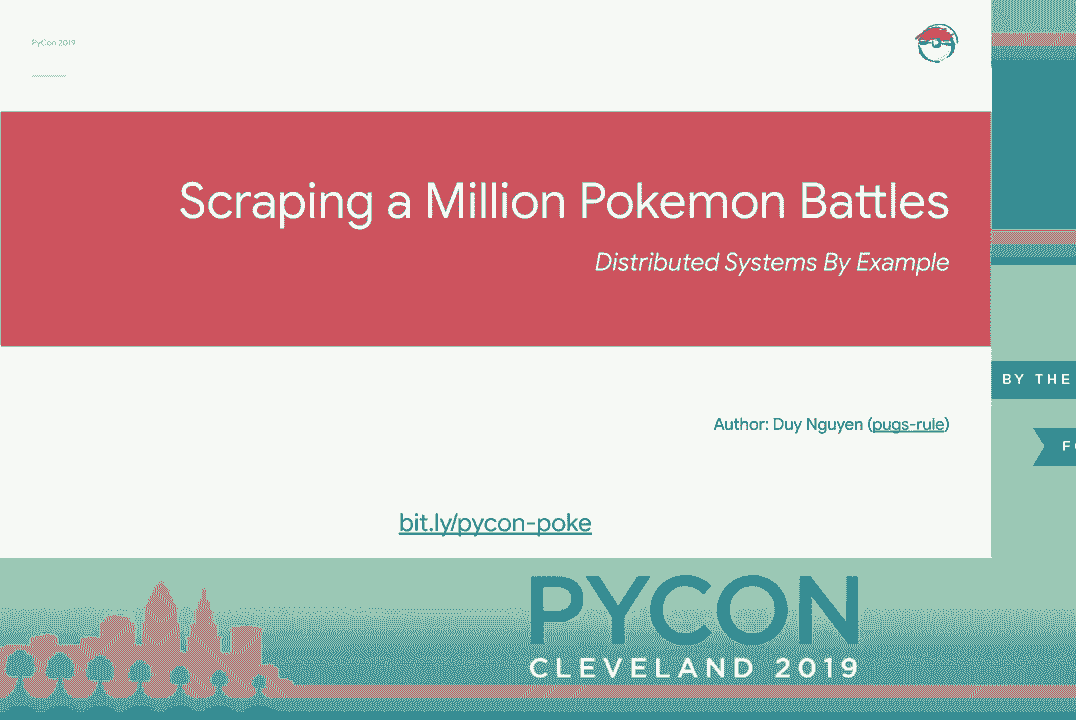 PyCon 2019
Scraping a Million Pokemon Battles
Distributed Systems By Example
Author: Duy Nguyen (pugs-rule)
bit.ly/pycon-poke
BY THE
PYCON
CLEVELAND 2019